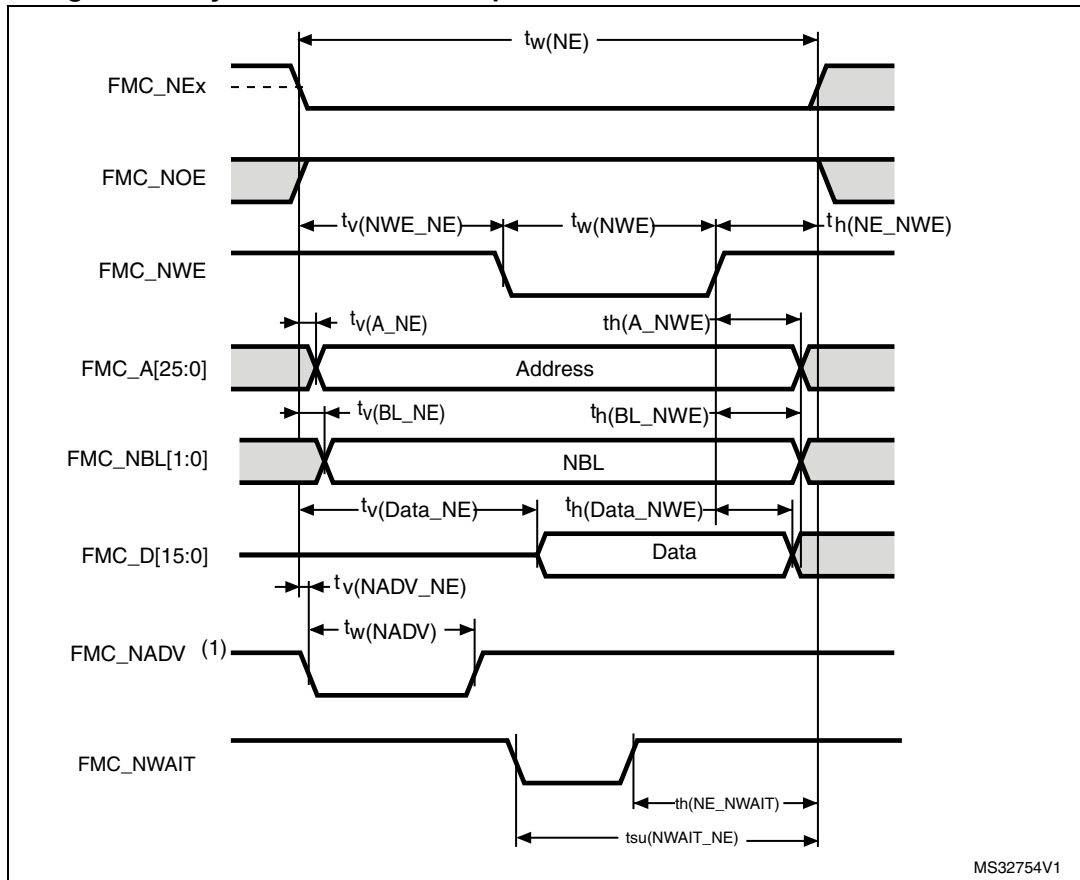 tw(NE)
FMC_NEx
FMC_NOE
tv(NWE_NE) tw(NWE) th(NE_NWE)
FMC_NWE
tv(A_NE) th(A_NWE)
FMC_A[25:0] Address
tv(BL_NE) th(BL_NWE)
FMC_NBL[1:0] NBL
tv(Data_NE) th(Data_NWE)
FMC_D[15:0] Data
tv(NADV_NE)
tw(NADV)
FMC_NADV (1)
FMC_NWAIT
th(NE_NWAIT)
tsu(NWAIT_NE)
MS32754V1